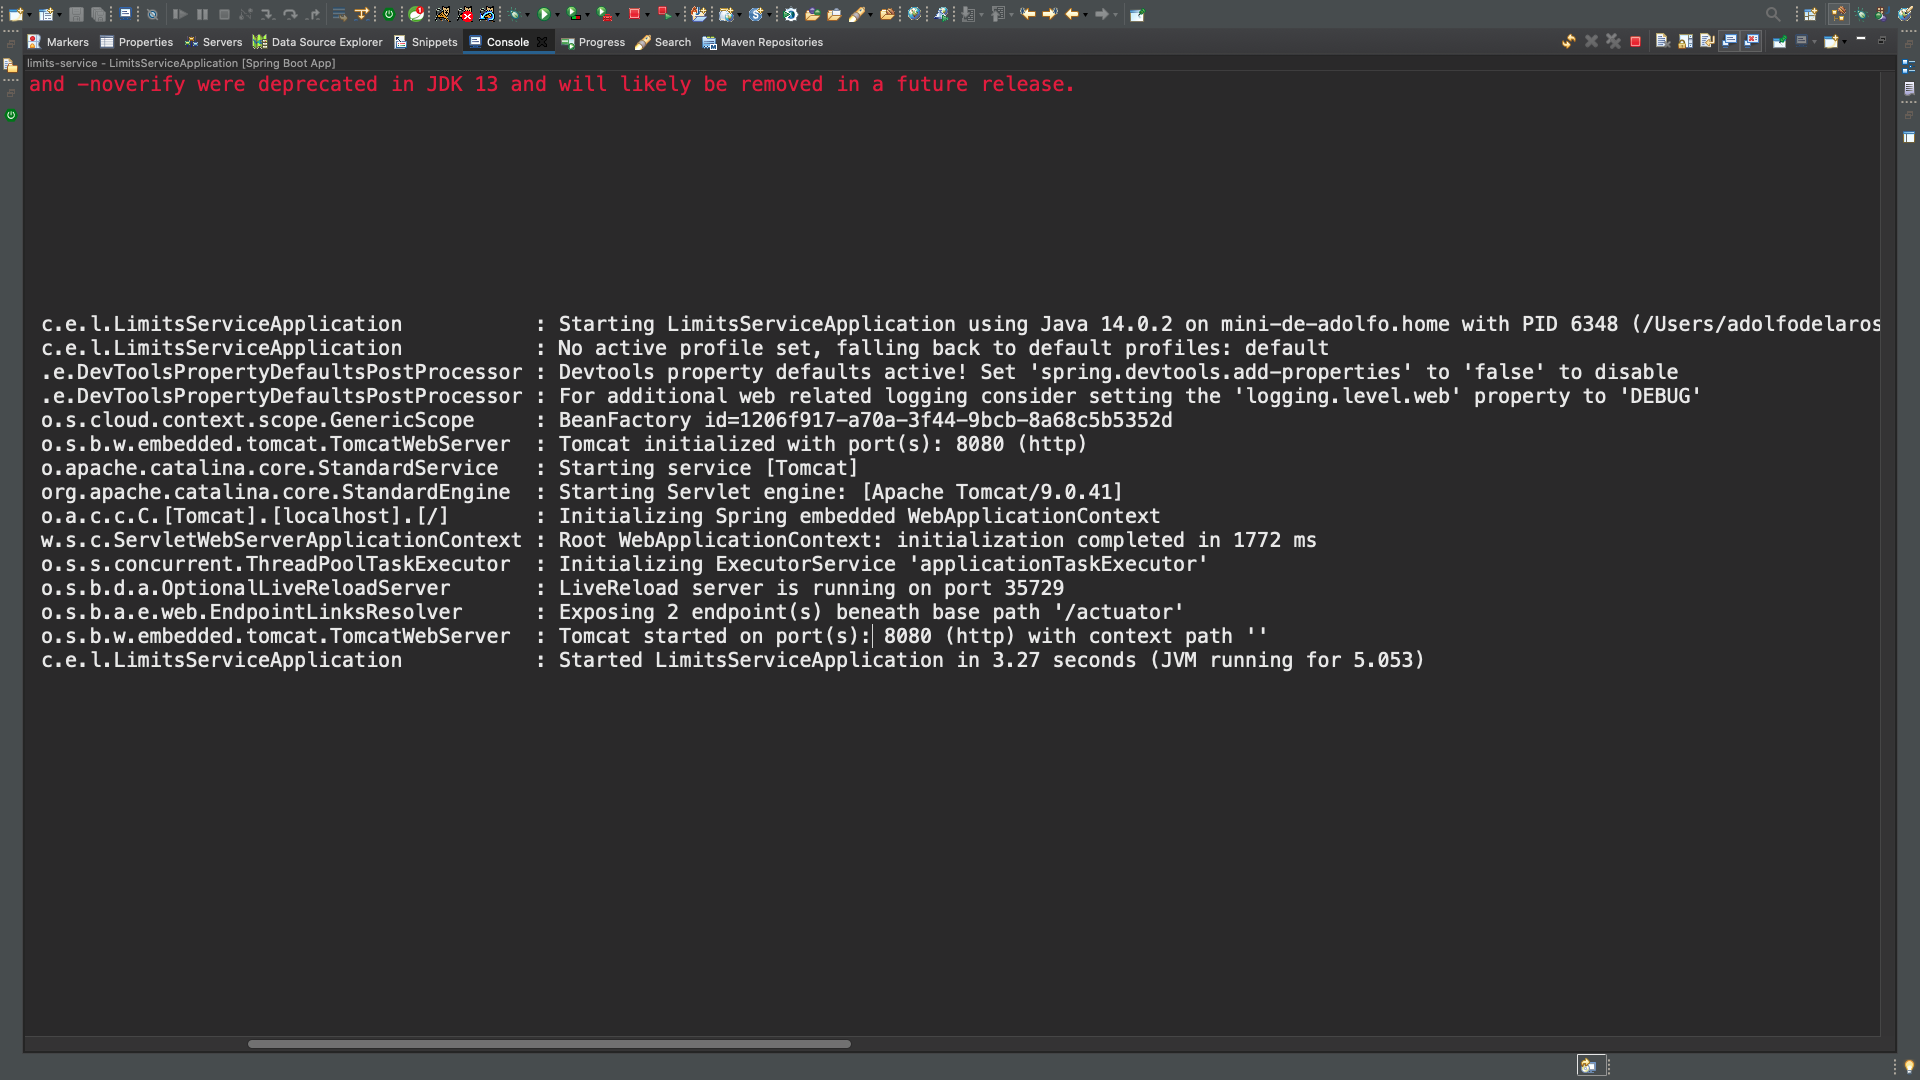 Markers Properties Servers Data Source Explorer Snippets Console Progress Search Maven Repositories
limits-service - LimitsServiceApplication [Spring Boot App]
and -noverify were deprecated in JDK 13 and will likely be removed in a future release.
c.e.l.LimitsServiceApplication : Starting LimitsServiceApplication using Java 14.0.2 on mini-de-adolfo.home with PID 6348 (/Users/adolfodelaros
c.e.l.LimitsServiceApplication : No active profile set, falling back to default profiles: default
.e.DevToolsPropertyDefaultsPostProcessor : Devtools property defaults active! Set 'spring.devtools.add-properties' to 'false' to disable
.e.DevToolsPropertyDefaultsPostProcessor : For additional web related logging consider setting the 'logging.level.web' property to 'DEBUG'
o.s.cloud.context.scope.GenericScope : BeanFactory id=1206f917-a70a-3f44-9bcb-8a68c5b5352d
o.s.b.w.embedded.tomcat.TomcatWebServer : Tomcat initialized with port(s): 8080 (http)
o.apache.catalina.core.StandardService : Starting service [Tomcat]
org.apache.catalina.core.StandardEngine : Starting Servlet engine: [Apache Tomcat/9.0.41]
o.a.c.c.C.[Tomcat].[localhost].[/] : Initializing Spring embedded WebApplicationContext
w.s.c.ServletWebServerApplicationContext : Root WebApplicationContext: initialization completed in 1772 ms
o.s.s.concurrent.ThreadPoolTaskExecutor : Initializing ExecutorService 'applicationTaskExecutor'
o.s.b.d.a.OptionalLiveReloadServer : LiveReload server is running on port 35729
o.s.b.a.e.web.EndpointLinksResolver : Exposing 2 endpoint(s) beneath base path '/actuator'
o.s.b.w.embedded.tomcat.TomcatWebServer : Tomcat started on port(s): 8080 (http) with context path ''
c.e.l.LimitsServiceApplication : Started LimitsServiceApplication in 3.27 seconds (JVM running for 5.053)